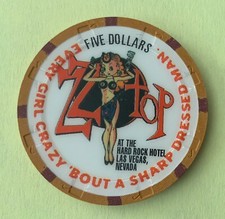 FIVE DOLLARS.
ZZ TOP
AT THE
HARD ROCK HOTEL
LAS VEGAS,
NEVADA
EVERY GIRL CRAZY 'BOUT A SHARP DRESSED MAN.